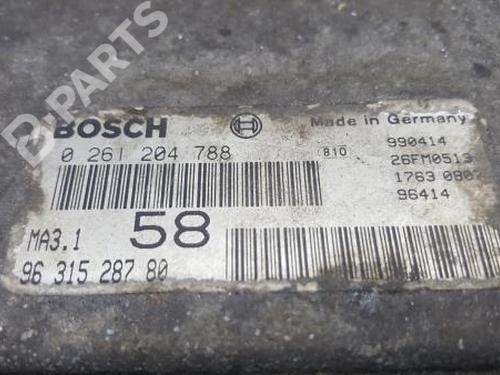 B-PARTS
BOSCH
Made in Germany
0 261 204 788
810
990414
26FM0513
1763 0807
96414
MA3.1
58
96 315 287 80